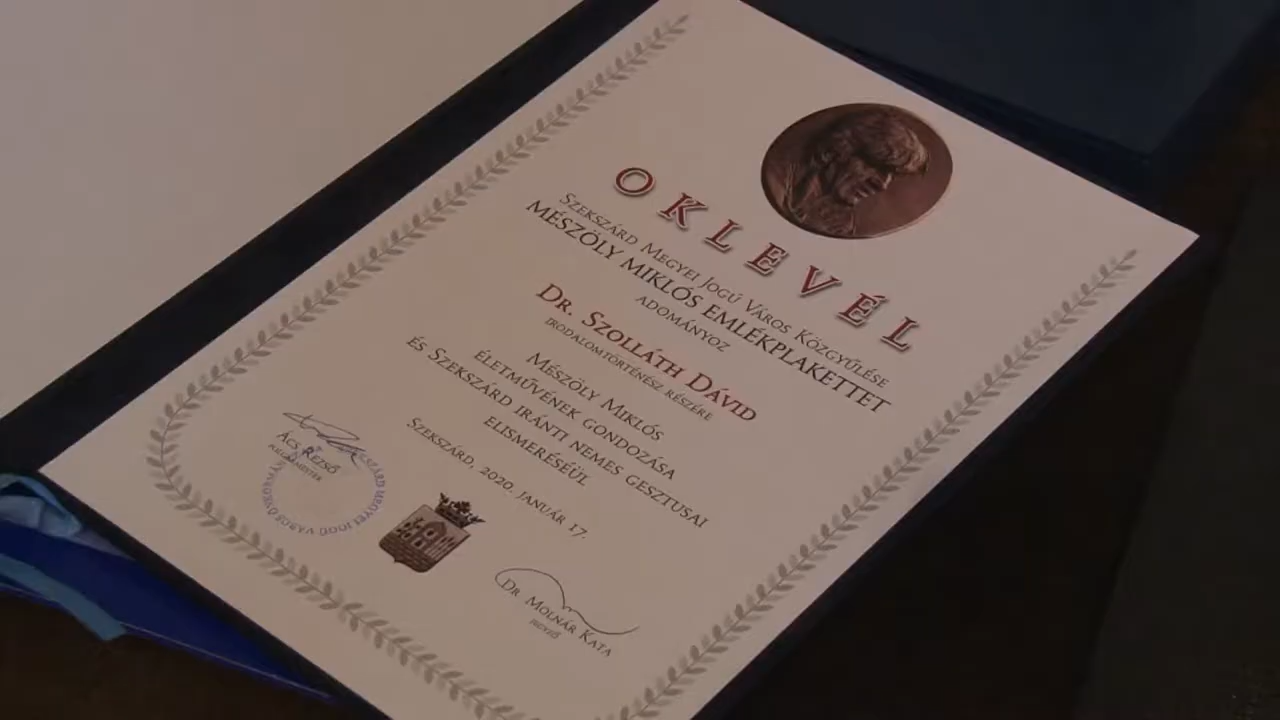 OKLEVÉL
SZEKSZÁRD MEGYEI JOGÚ VÁROS KÖZGYŰLÉSE
MÉSZÖLY MIKLÓS EMLÉKPLAKETTET
ADOMÁNYOZ
DR. SZOLLÁTH DÁVID
IRODALOMTÖRTÉNÉSZ RÉSZÉRE
MÉSZÖLY MIKLÓS
ÉLETMŰVÉNEK GONDOZÁSA
ÉS SZEKSZÁRD IRÁNTI NEMES GESZTUSAI
ELISMERÉSÉÜL
SZEKSZÁRD, 2020. JANUÁR 17.
ÁCS REZSŐ
POLGÁRMESTER
DR. MOLNÁR KATA
JEGYZŐ